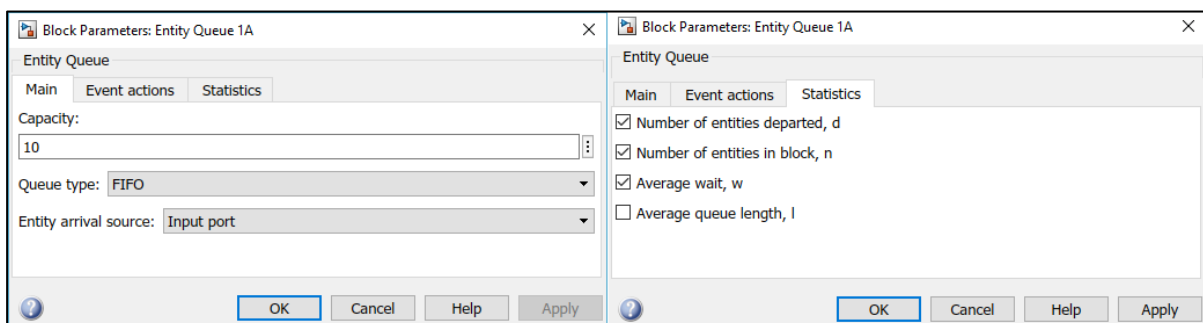 Block Parameters: Entity Queue 1A
Entity Queue
Main Event actions Statistics
Capacity:
10
Queue type: FIFO
Entity arrival source: Input port
OK Cancel Help Apply
Block Parameters: Entity Queue 1A
Entity Queue
Main Event actions Statistics
Number of entities departed, d
Number of entities in block, n
Average wait, w
Average queue length, l
OK Cancel Help Apply